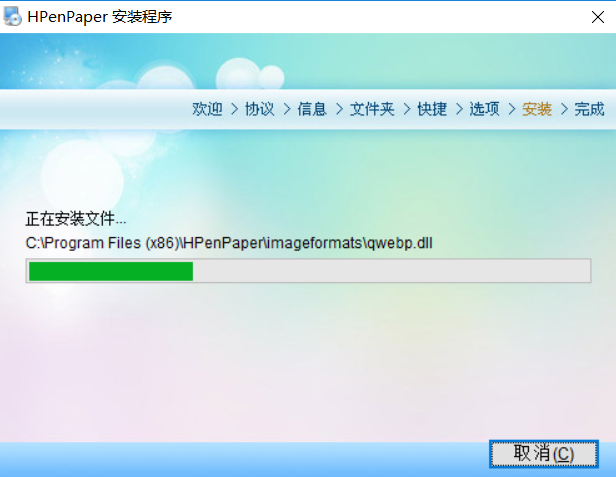 HPenPaper 安装程序
欢迎 > 协议 > 信息 > 文件夹 > 快捷 > 选项 > 安装 > 完成
正在安装文件...
C:\Program Files (x86)\HPenPaper\imageformats\qwebp.dll
取消(C)